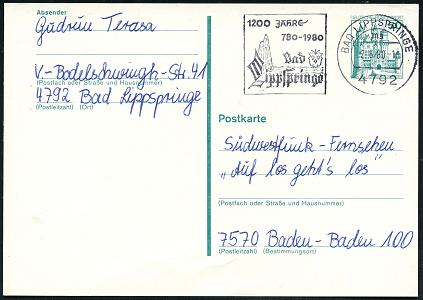 Absender
Gudrun Terasa
V-Bodelschwingh-Str. 41
(Postfach oder Straße und Hausnummer)
4792 Bad Lippspringe
(Postleitzahl) (Ort)
1200 JAHRE
780-1980
Bad
Lippspringe
BAD LIPPSPRINGE
4792
Postkarte
Südwestfunk-Fernsehen
"Auf los geht's los"
(Postfach oder Straße und Hausnummer)
7570 Baden-Baden 100
(Postleitzahl) (Bestimmungsort)